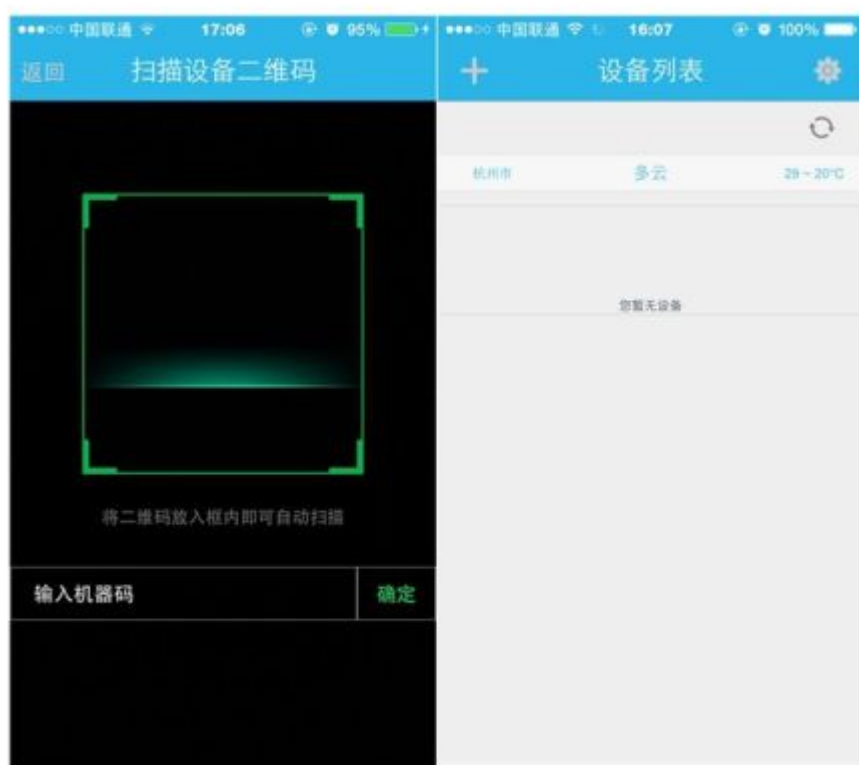 中国联通 17:06 95%
返回 扫描设备二维码
将二维码放入框内即可自动扫描
输入机器码 确定
中国联通 16:07 100%
设备列表
杭州市 多云 29~20℃
您暂无设备